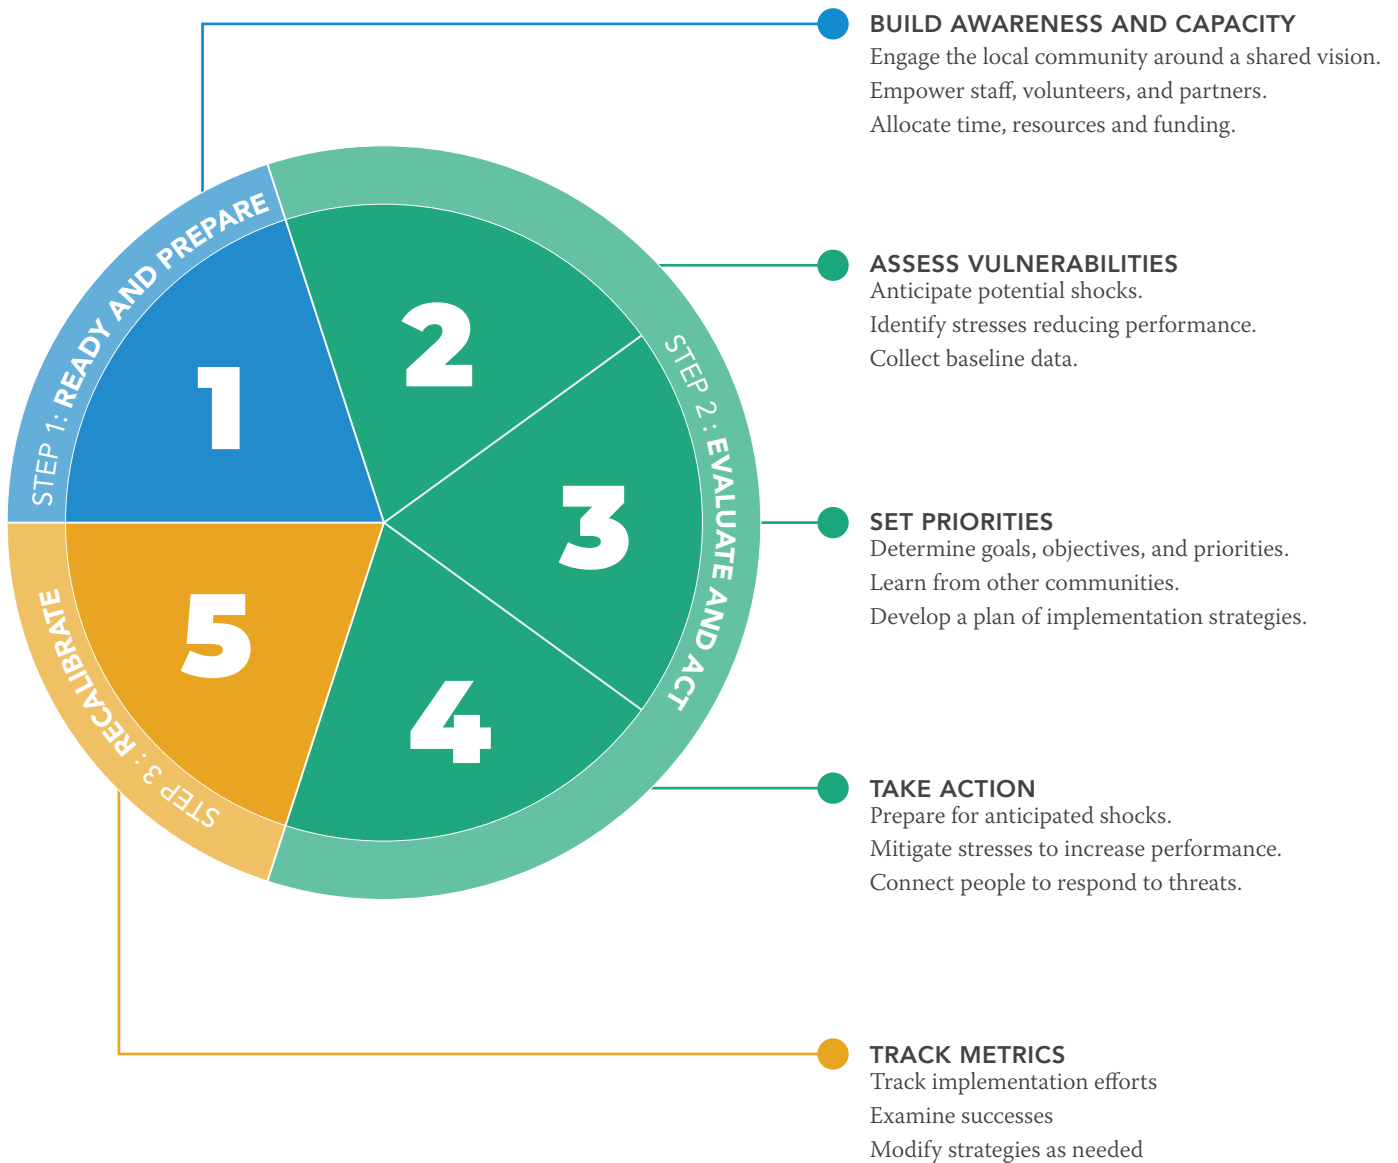 BUILD AWARENESS AND CAPACITY
Engage the local community around a shared vision.
Empower staff, volunteers, and partners.
Allocate time, resources and funding.
STEP 1: READY AND PREPARE
1
2
ASSESS VULNERABILITIES
Anticipate potential shocks.
Identify stresses reducing performance.
Collect baseline data.
STEP 2 : EVALUATE AND ACT
3
SET PRIORITIES
Determine goals, objectives, and priorities.
Learn from other communities.
Develop a plan of implementation strategies.
4
TAKE ACTION
Prepare for anticipated shocks.
Mitigate stresses to increase performance.
Connect people to respond to threats.
5
STEP 3 : RECALIBRATE
TRACK METRICS
Track implementation efforts
Examine successes
Modify strategies as needed